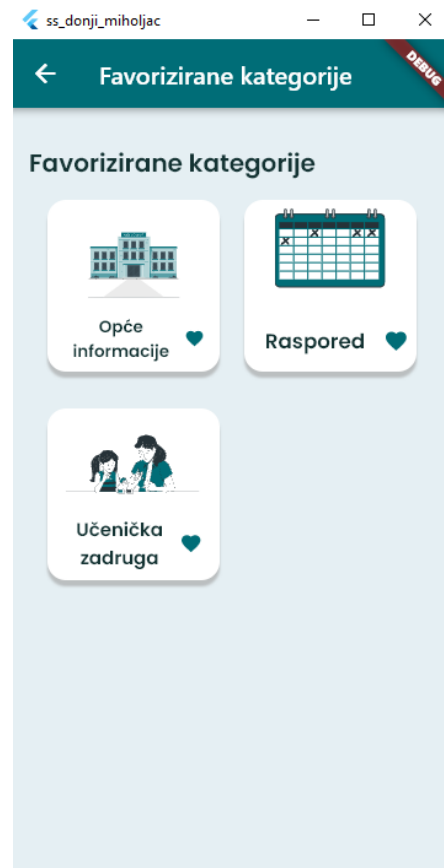 ss_donji_miholjac
Favorizirane kategorije
DEBUG
Favorizirane kategorije
Opće
informacije
Raspored
Učenička
zadruga